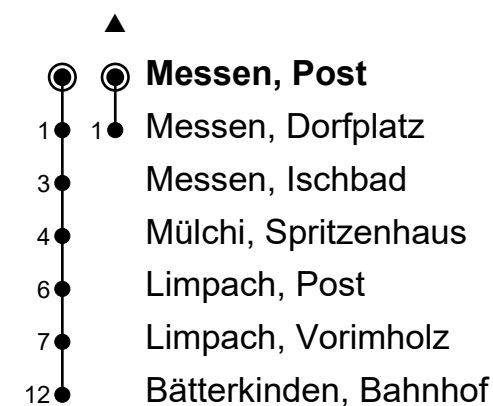 ▲
Messen, Post
1 1 Messen, Dorfplatz
3 Messen, Ischbad
4 Mülchi, Spritzenhaus
6 Limpach, Post
7 Limpach, Vorimholz
12 Bätterkinden, Bahnhof